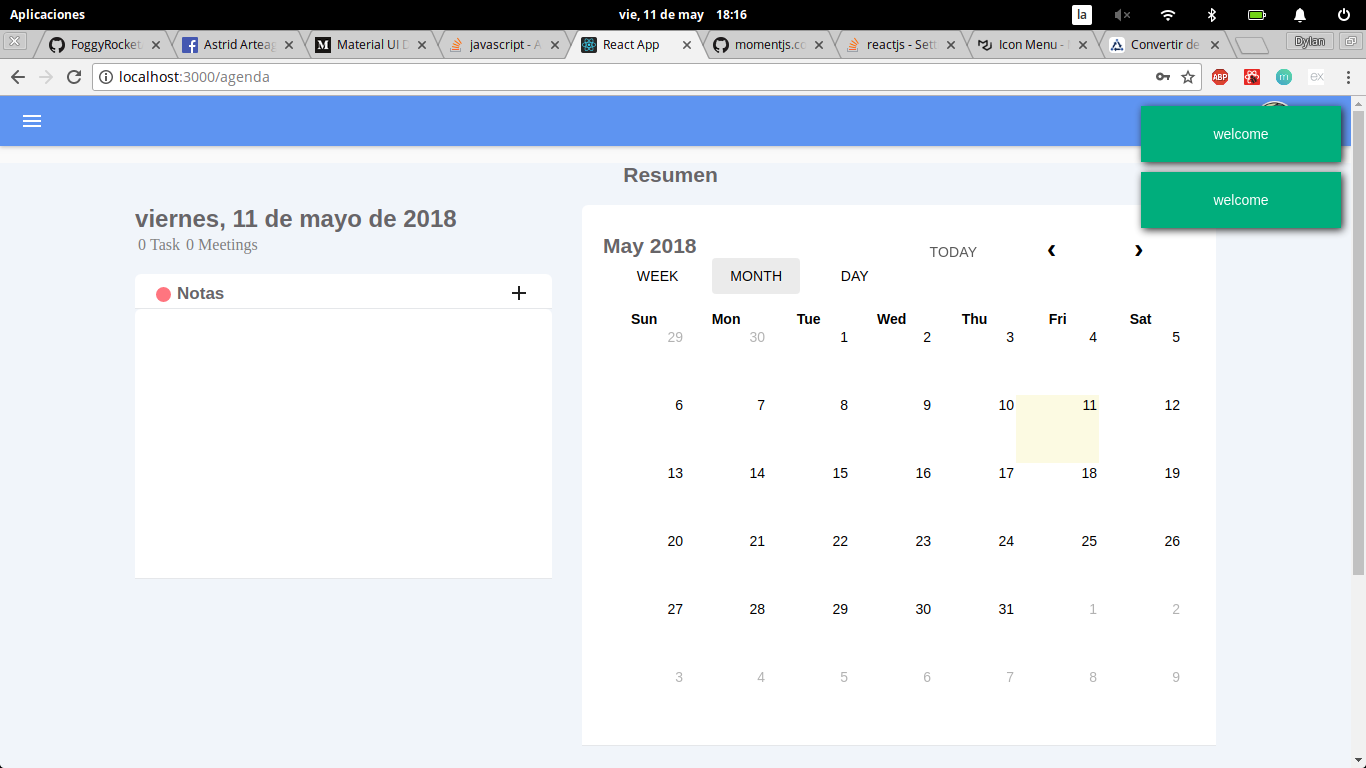 Aplicaciones vie, 11 de may 18:16 la
FoggyRocket Astrid Arteag Material UI D javascript - A React App momentjs.co reactjs - Sett Icon Menu - Convertir de Dylan
localhost:3000/agenda ABP m ex
welcome
welcome
Resumen
viernes, 11 de mayo de 2018
0 Task 0 Meetings
Notas
May 2018
TODAY
WEEK MONTH DAY
Sun Mon Tue Wed Thu Fri Sat
29 30 1 2 3 4 5
6 7 8 9 10 11 12
13 14 15 16 17 18 19
20 21 22 23 24 25 26
27 28 29 30 31 1 2
3 4 5 6 7 8 9